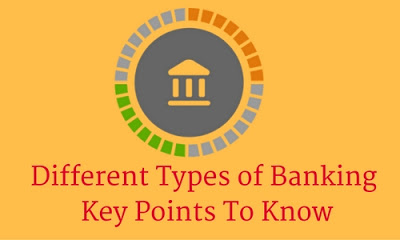 Different Types of Banking
Key Points To Know